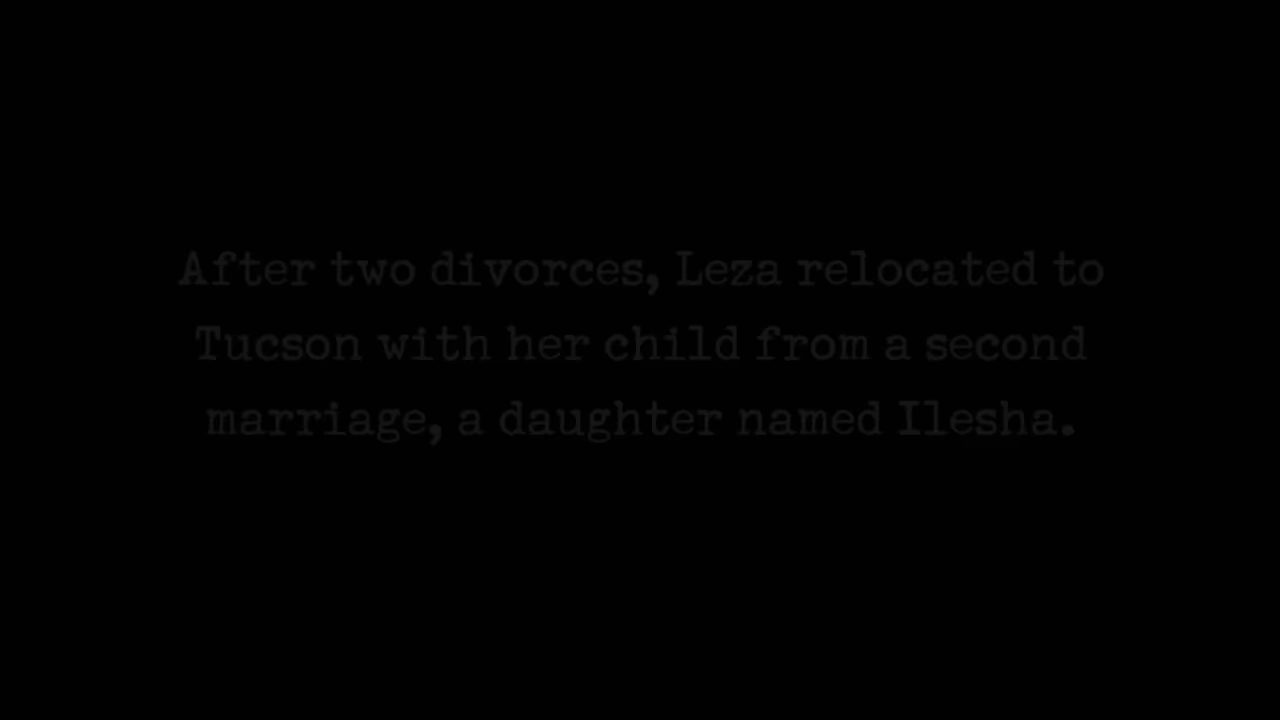 After two divorces, Leza relocated to
Tucson with her child from a second
marriage, a daughter named Ilesha.